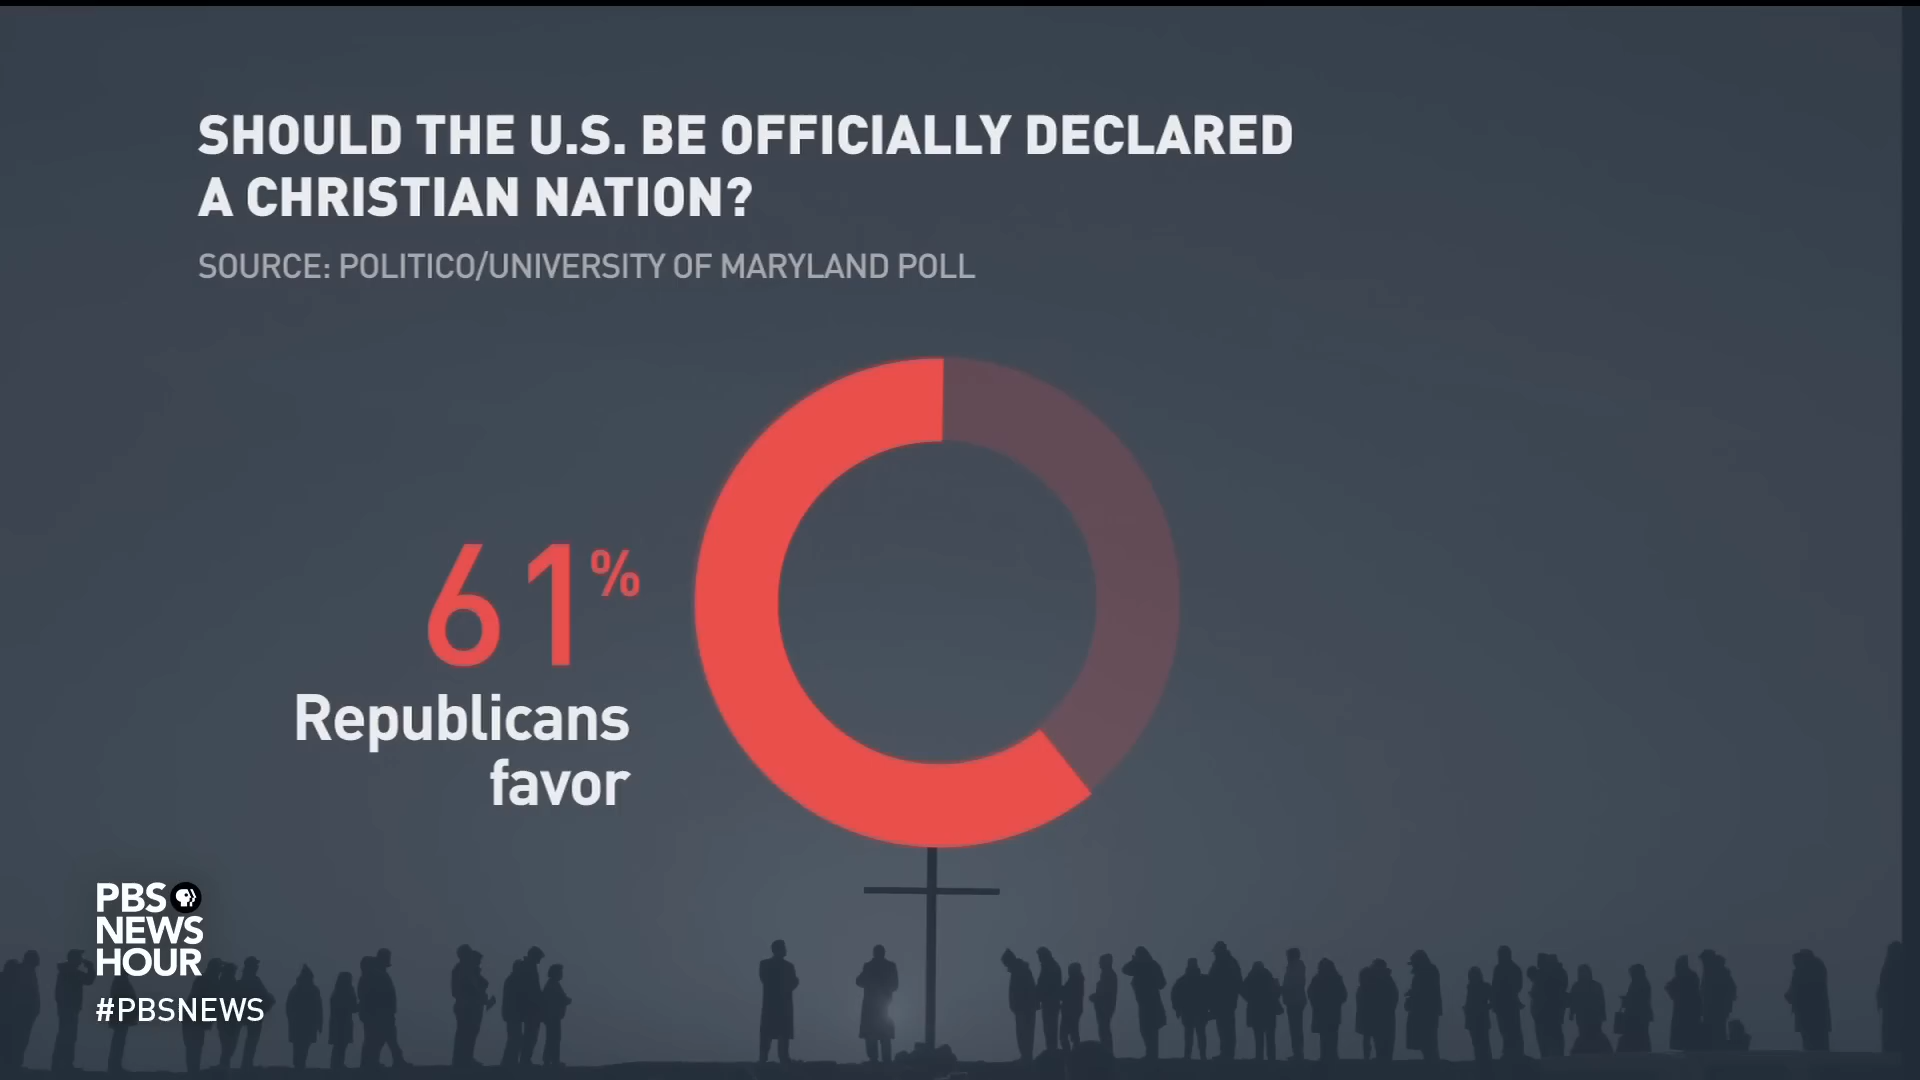 SHOULD THE U.S. BE OFFICIALLY DECLARED
A CHRISTIAN NATION?
SOURCE: POLITICO/UNIVERSITY OF MARYLAND POLL
61%
Republicans
favor
PBS
NEWS
HOUR
#PBSNEWS